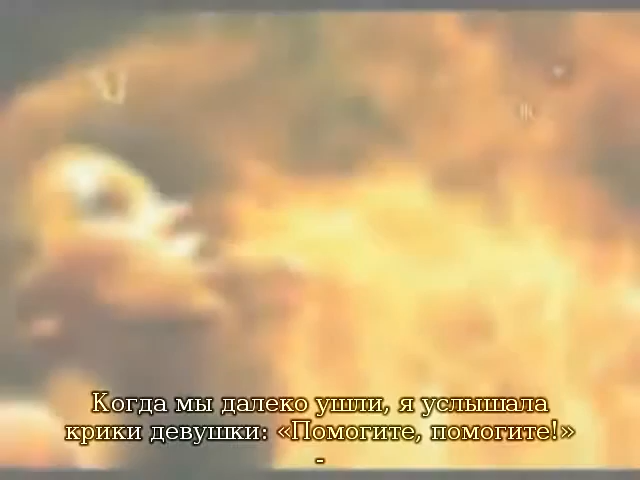 Когда мы далеко ушли, я услышала
крики девушки: «Помогите, помогите!»
-